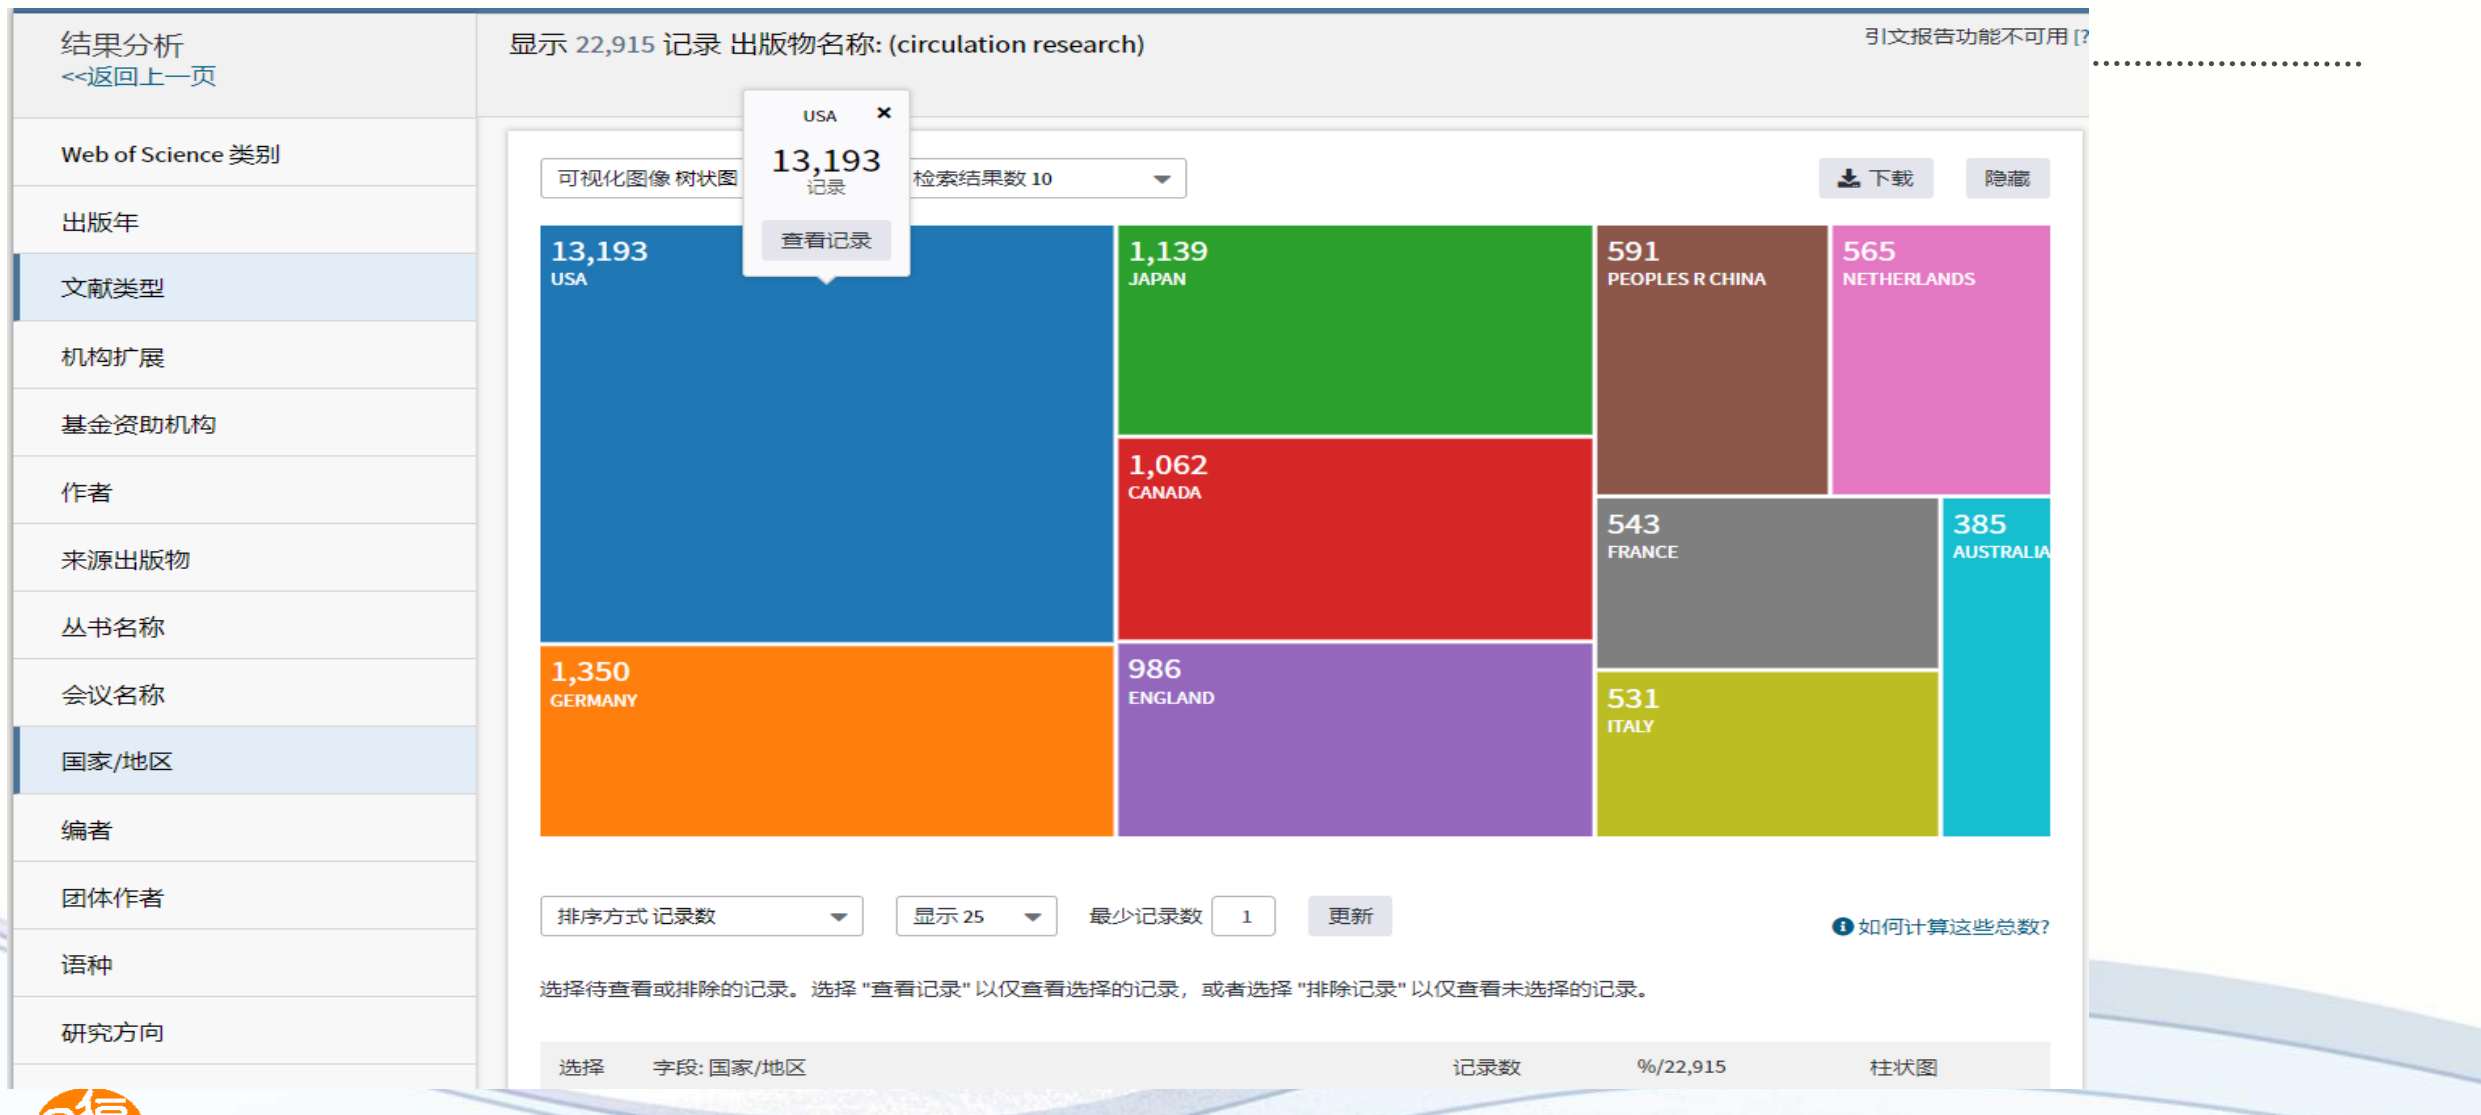 结果分析
<<返回上一页
显示 22,915 记录 出版物名称: (circulation research)
引文报告功能不可用 [?
Web of Science 类别
出版年
文献类型
机构扩展
基金资助机构
作者
来源出版物
丛书名称
会议名称
国家/地区
编者
团体作者
语种
研究方向
USA ×
13,193
记录
查看记录
可视化图像 树状图
检索结果数 10
下载
隐藏
13,193
USA
1,139
JAPAN
591
PEOPLES R CHINA
565
NETHERLANDS
1,062
CANADA
543
FRANCE
385
AUSTRALIA
1,350
GERMANY
986
ENGLAND
531
ITALY
排序方式 记录数
显示 25
最少记录数 1
更新
如何计算这些总数?
选择待查看或排除的记录。选择 "查看记录" 以仅查看选择的记录，或者选择 "排除记录" 以仅查看未选择的记录。
选择 字段: 国家/地区 记录数 %/22,915 柱状图